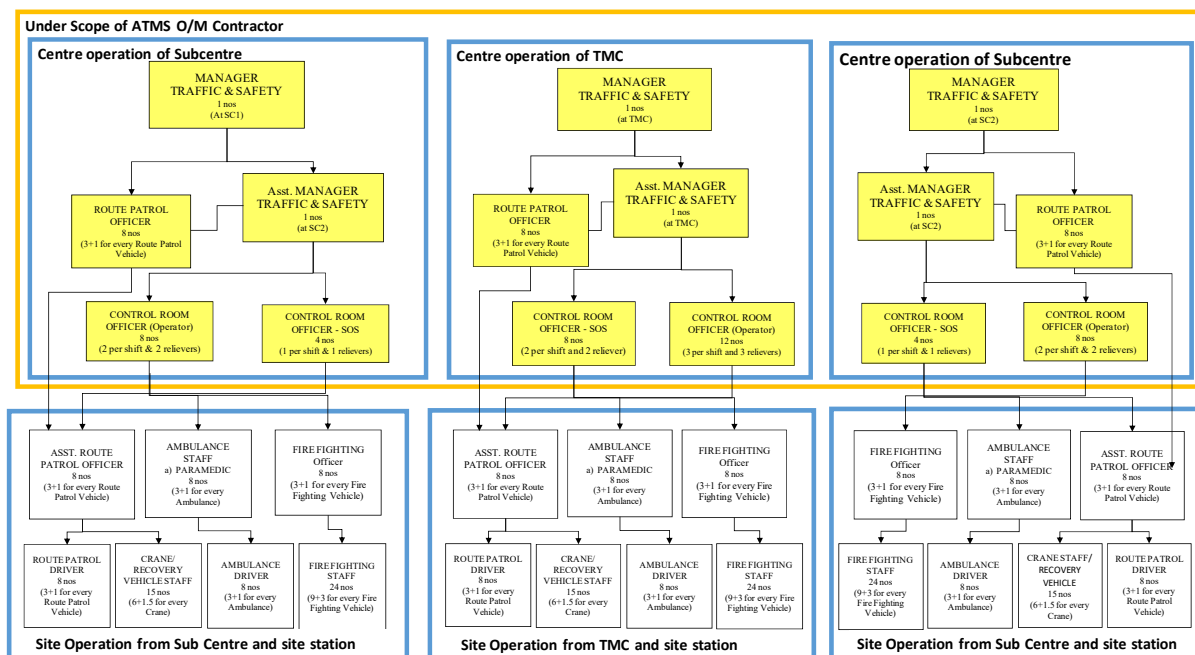 Under Scope of ATMS O/M Contractor
Centre operation of Subcentre
MANAGER
TRAFFIC & SAFETY
1 nos
(At SC1)
ROUTE PATROL
OFFICER
8 nos
(3+1 for every Route Patrol
Vehicle)
Asst. MANAGER
TRAFFIC & SAFETY
1 nos
(at SC2)
CONTROL ROOM
OFFICER (Operator)
8 nos
(2 per shift & 2 relievers)
CONTROL ROOM
OFFICER - SOS
4 nos
(1 per shift & 1 relievers)
ASST. ROUTE
PATROL OFFICER
8 nos
(3+1 for every Route
Patrol Vehicle)
AMBULANCE
STAFF
a) PARAMEDIC
8 nos
(3+1 for every
Ambulance)
FIRE FIGHTING
Officer
8 nos
(3+1 for every Fire
Fighting Vehicle)
ROUTE PATROL
DRIVER
8 nos
(3+1 for every
Route Patrol
Vehicle)
CRANE/
RECOVERY
VEHICLE STAFF
15 nos
(6+1.5 for every
Crane)
AMBULANCE
DRIVER
8 nos
(3+1 for every
Ambulance)
FIRE FIGHTING
STAFF
24 nos
(9+3 for every Fire
Fighting Vehicle)
Site Operation from Sub Centre and site station
Centre operation of TMC
MANAGER
TRAFFIC & SAFETY
1 nos
(at TMC)
ROUTE PATROL
OFFICER
8 nos
(3+1 for every Route
Patrol Vehicle)
Asst. MANAGER
TRAFFIC & SAFETY
1 nos
(at TMC)
CONTROL ROOM
OFFICER - SOS
8 nos
(2 per shift and 2 reliever)
CONTROL ROOM
OFFICER (Operator)
12 nos
(3 per shift and 3 relievers)
ASST. ROUTE
PATROL OFFICER
8 nos
(3+1 for every Route
Patrol Vehicle)
AMBULANCE
STAFF
a) PARAMEDIC
8 nos
(3+1 for every
Ambulance)
FIRE FIGHTING
Officer
8 nos
(3+1 for every Fire
Fighting Vehicle)
ROUTE PATROL
DRIVER
8 nos
(3+1 for every
Route Patrol
Vehicle)
CRANE/
RECOVERY
VEHICLE STAFF
15 nos
(6+1.5 for every
Crane)
AMBULANCE
DRIVER
8 nos
(3+1 for every
Ambulance)
FIRE FIGHTING
STAFF
24 nos
(9+3 for every Fire
Fighting Vehicle)
Site Operation from TMC and site station
Centre operation of Subcentre
MANAGER
TRAFFIC & SAFETY
1 nos
(at SC2)
Asst. MANAGER
TRAFFIC & SAFETY
1 nos
(at SC2)
ROUTE PATROL
OFFICER
8 nos
(3+1 for every Route
Patrol Vehicle)
CONTROL ROOM
OFFICER - SOS
4 nos
(1 per shift & 1 relievers)
CONTROL ROOM
OFFICER (Operator)
8 nos
(2 per shift & 2 relievers)
FIRE FIGHTING
Officer
8 nos
(3+1 for every Fire
Fighting Vehicle)
AMBULANCE
STAFF
a) PARAMEDIC
8 nos
(3+1 for every
Ambulance)
ASST. ROUTE
PATROL OFFICER
8 nos
(3+1 for every Route
Patrol Vehicle)
FIRE FIGHTING
STAFF
24 nos
(9+3 for every Fire
Fighting Vehicle)
AMBULANCE
DRIVER
8 nos
(3+1 for every
Ambulance)
CRANE STAFF/
RECOVERY
VEHICLE
15 nos
(6+1.5 for every
Crane)
ROUTE PATROL
DRIVER
8 nos
(3+1 for every
Route Patrol
Vehicle)
Site Operation from Sub Centre and site station